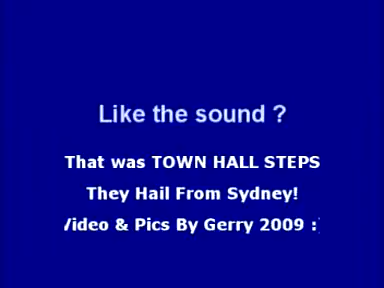 Like the sound ?
That was TOWN HALL STEPS
They Hail From Sydney!
Video & Pics By Gerry 2009 :